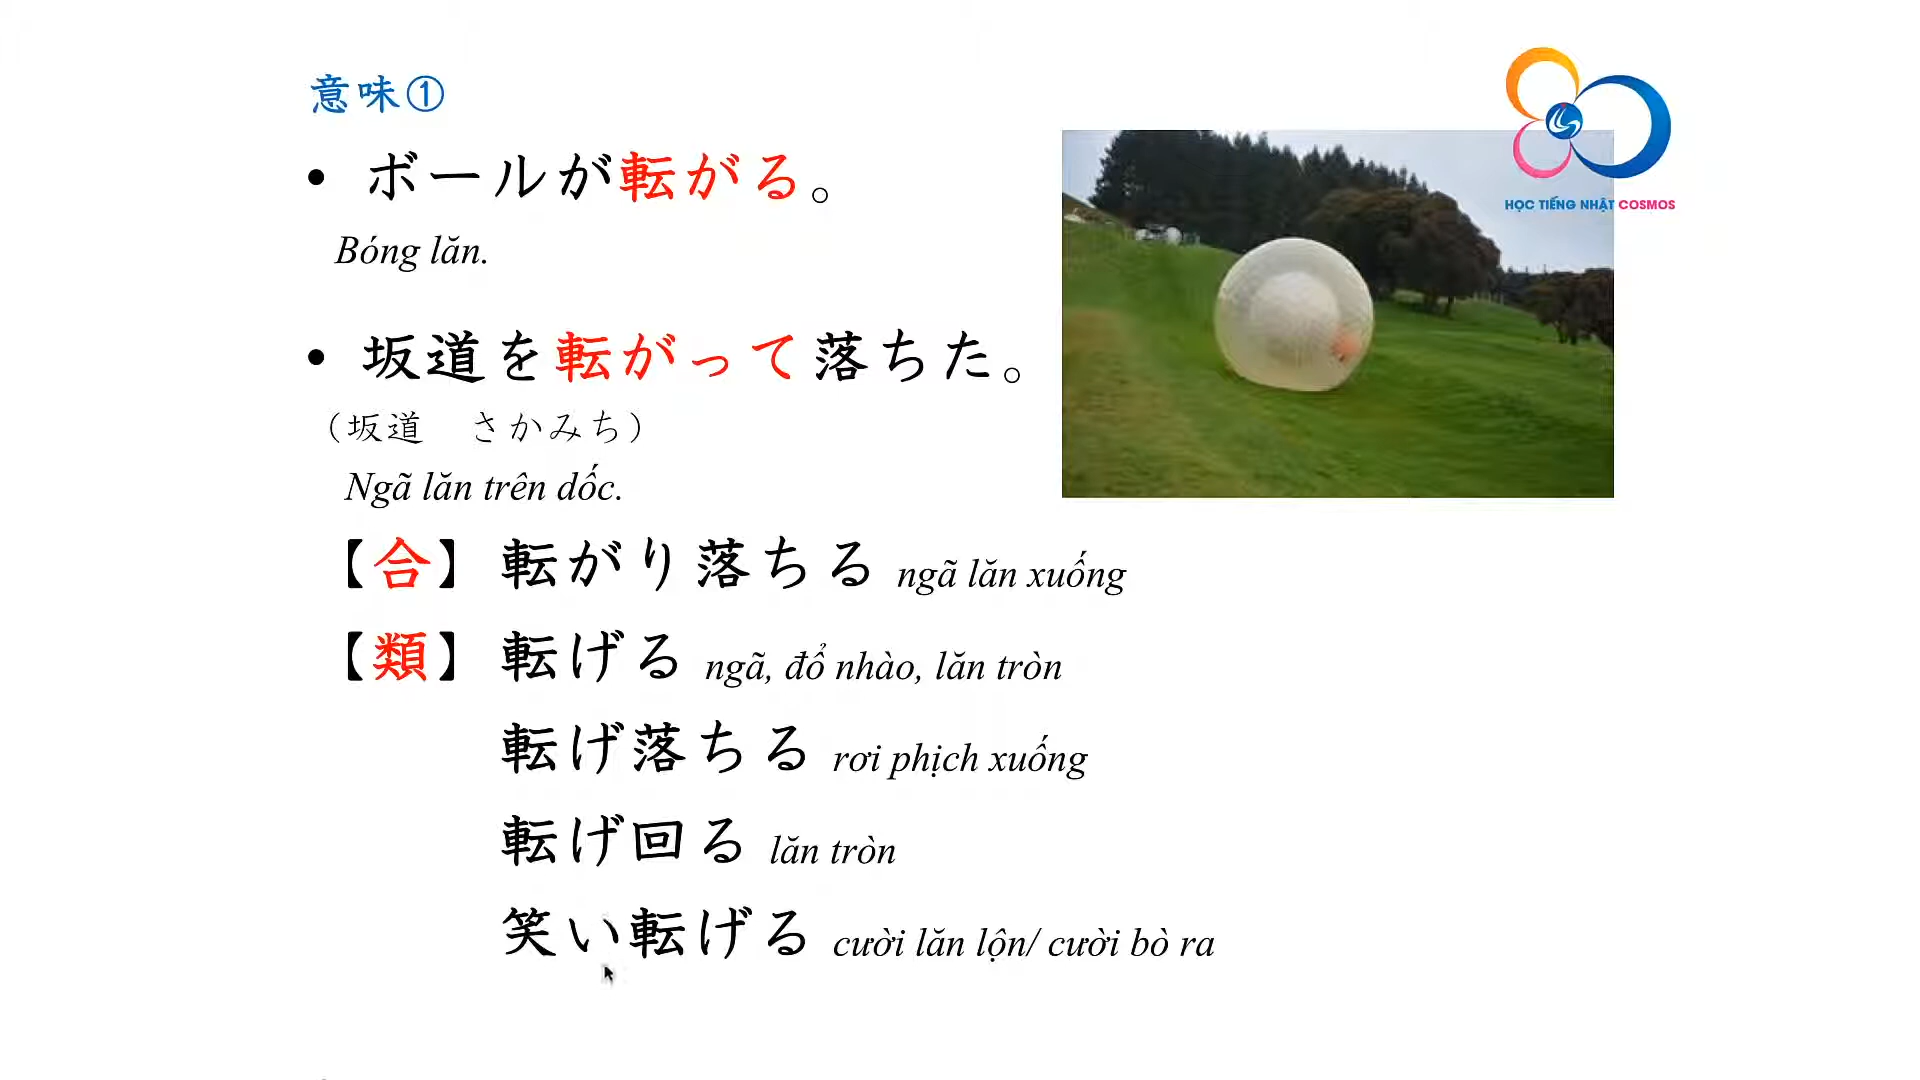 意味①
• ボールが転がる。
Bóng lăn.
• 坂道を転がって落ちた。
（坂道　さかみち）
Ngã lăn trên dốc.
【合】 転がり落ちる ngã lăn xuống
【類】 転げる ngã, đổ nhào, lăn tròn
転げ落ちる rơi phịch xuống
転げ回る lăn tròn
笑い転げる cười lăn lộn/ cười bò ra
HỌC TIẾNG NHẬT COSMOS